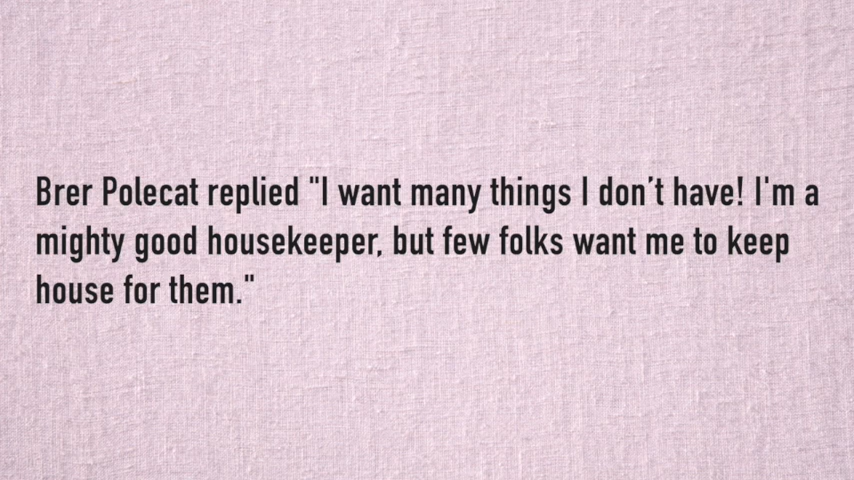 Brer Polecat replied "I want many things I don’t have! I'm a
mighty good housekeeper, but few folks want me to keep
house for them."